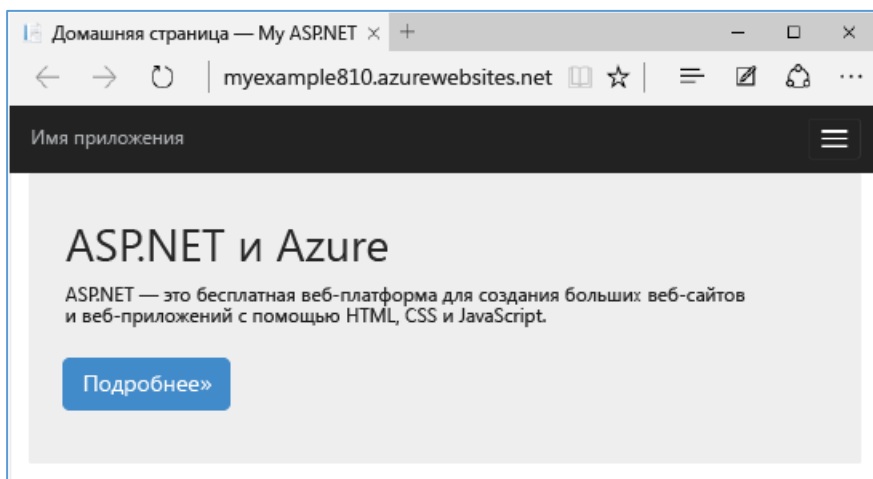 Домашняя страница — My ASP.NET
myexample810.azurewebsites.net
Имя приложения
ASP.NET и Azure
ASP.NET — это бесплатная веб-платформа для создания больших веб-сайтов
и веб-приложений с помощью HTML, CSS и JavaScript.
Подробнее»